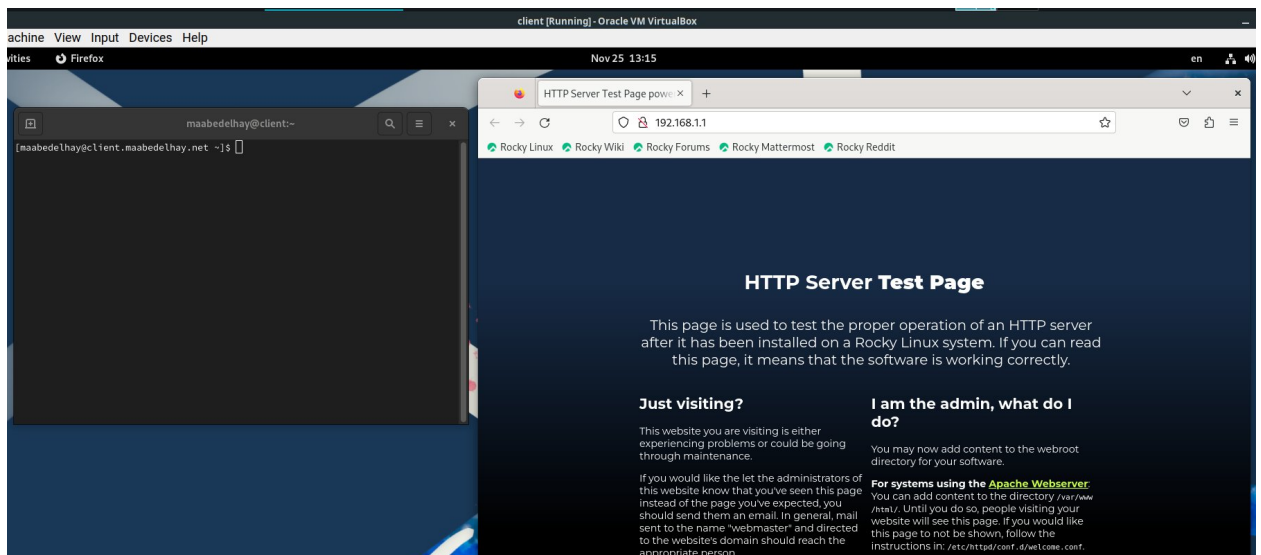 client [Running] - Oracle VM VirtualBox
achine View Input Devices Help
vities Firefox Nov 25 13:15 en
maabedelhay@client:~
[maabedelhay@client.maabedelhay.net ~]$
HTTP Server Test Page powe
192.168.1.1
Rocky Linux Rocky Wiki Rocky Forums Rocky Mattermost Rocky Reddit
HTTP Server Test Page
This page is used to test the proper operation of an HTTP server
after it has been installed on a Rocky Linux system. If you can read
this page, it means that the software is working correctly.
Just visiting?
This website you are visiting is either
experiencing problems or could be going
through maintenance.
If you would like the let the administrators of
this website know that you've seen this page
instead of the page you've expected, you
should send them an email. In general, mail
sent to the name "webmaster" and directed
to the website's domain should reach the
appropriate person.
I am the admin, what do I
do?
You may now add content to the webroot
directory for your software.
For systems using the Apache Webserver:
You can add content to the directory /var/www
/html/. Until you do so, people visiting your
website will see this page. If you would like
this page to not be shown, follow the
instructions in: /etc/httpd/conf.d/welcome.conf.